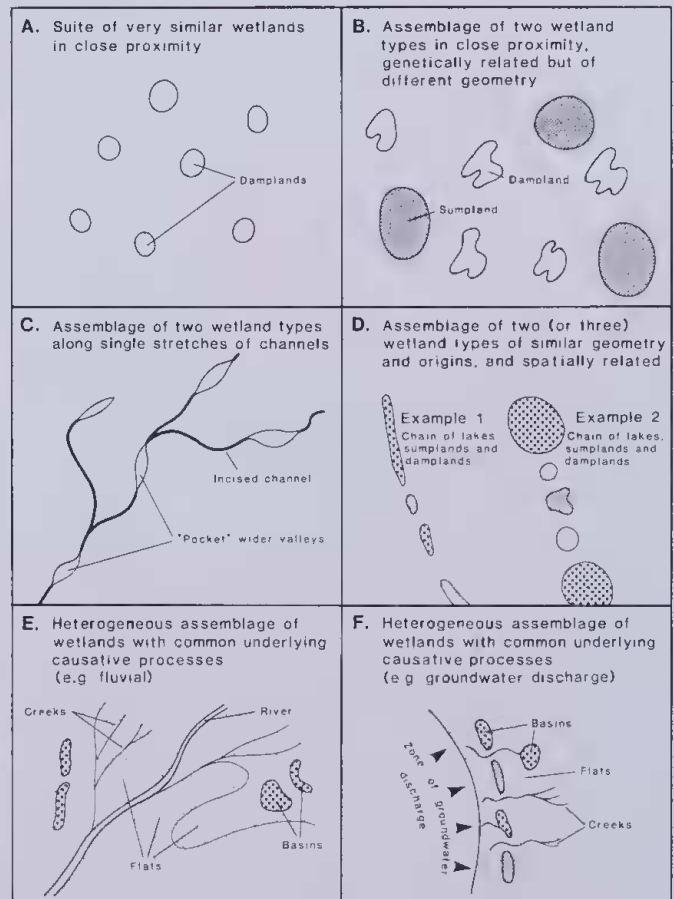 A. Suite of very similar wetlands
in close proximity
Damplands
B. Assemblage of two wetland
types in close proximity,
genetically related but of
different geometry
Dampland
Sumpland
C. Assemblage of two wetland types
along single stretches of channels
Incised channel
"Pocket" wider valleys
D. Assemblage of two (or three)
wetland types of similar geometry
and origins, and spatially related
Example 1
Chain of lakes
sumplands and
damplands
Example 2
Chain of lakes,
sumplands and
damplands
E. Heterogeneous assemblage of
wetlands with common underlying
causative processes
(e.g fluvial)
Creeks
River
Flats
Basins
F. Heterogeneous assemblage of
wetlands with common underlying
causative processes
(e g groundwater discharge)
Basins
Flats
Creeks
zone of groundwater
discharge